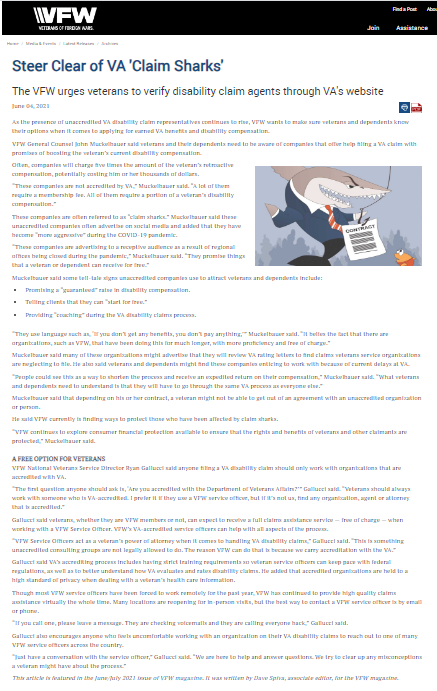 VFW
VETERANS OF FOREIGN WARS.
Find a Post
Abou
Join
Assistance
Home / Media & Events / Latest Releases / Archives
Steer Clear of VA 'Claim Sharks'
The VFW urges veterans to verify disability claim agents through VA's website
June 04, 2021
PDF
As the presence of unaccredited VA disability claim representatives continues to rise, VFW wants to make sure veterans and dependents know
their options when it comes to applying for earned VA benefits and disability compensation.
VFW General Counsel John Muckelbauer said veterans and their dependents need to be aware of companies that offer help filing a VA claim with
promises of boosting the veteran's current disability compensation.
Often, companies will charge five times the amount of the veteran's retroactive
compensation, potentially costing him or her thousands of dollars.
"These companies are not accredited by VA," Muckelbauer said. "A lot of them
require a membership fee. All of them require a portion of a veteran's disability
compensation."
These companies are often referred to as "claim sharks." Muckelbauer said these
unaccredited companies often advertise on social media and added that they have
become "more aggressive" during the COVID-19 pandemic.
"These companies are advertising to a receptive audience as a result of regional
offices being closed during the pandemic," Muckelbauer said. "They promise things
that a veteran or dependent can receive for free."
CONTRACT
Muckelbauer said some tell-tale signs unaccredited companies use to attract veterans and dependents include:
• Promising a "guaranteed" raise in disability compensation.
• Telling clients that they can "start for free."
• Providing "coaching" during the VA disability claims process.
"They use language such as, 'If you don't get any benefits, you don't pay anything,'" Muckelbauer said. "It belies the fact that there are
organizations, such as VFW, that have been doing this for much longer, with more proficiency and free of charge."
Muckelbauer said many of these organizations might advertise that they will review VA rating letters to find claims veterans service organizations
are neglecting to file. He also said veterans and dependents might find these companies enticing to work with because of current delays at VA.
"People could see this as a way to shorten the process and receive an expedited return on their compensation," Muckelbauer said. "What veterans
and dependents need to understand is that they will have to go through the same VA process as everyone else."
Muckelbauer said that depending on his or her contract, a veteran might not be able to get out of an agreement with an unaccredited organization
or person.
He said VFW currently is finding ways to protect those who have been affected by claim sharks.
"VFW continues to explore consumer financial protection available to ensure that the rights and benefits of veterans and other claimants are
protected," Muckelbauer said.
A FREE OPTION FOR VETERANS
VFW National Veterans Service Director Ryan Gallucci said anyone filing a VA disability claim should only work with organizations that are
accredited with VA.
"The first question anyone should ask is, 'Are you accredited with the Department of Veterans Affairs?'" Gallucci said. "Veterans should always
work with someone who is VA-accredited. I prefer it if they use a VFW service officer, but if it's not us, find any organization, agent or attorney
that is accredited."
Gallucci said veterans, whether they are VFW members or not, can expect to receive a full claims assistance service — free of charge — when
working with a VFW Service Officer. VFW's VA-accredited service officers can help with all aspects of the process.
"VFW Service Officers act as a veteran's power of attorney when it comes to handling VA disability claims," Gallucci said. "This is something
unaccredited consulting groups are not legally allowed to do. The reason VFW can do that is because we carry accreditation with the VA."
Gallucci said VA's accrediting process includes having strict training requirements so veteran service officers can keep pace with federal
regulations, as well as to better understand how VA evaluates and rates disability claims. He added that accredited organizations are held to a
high standard of privacy when dealing with a veteran's health care information.
Though most VFW service officers have been forced to work remotely for the past year, VFW has continued to provide high quality claims
assistance virtually the whole time. Many locations are reopening for in-person visits, but the best way to contact a VFW service officer is by email
or phone.
"If you call one, please leave a message. They are checking voicemails and they are calling everyone back," Gallucci said.
Gallucci also encourages anyone who feels uncomfortable working with an organization on their VA disability claims to reach out to one of many
VFW service officers across the country.
"Just have a conversation with the service officer," Gallucci said. "We are here to help and answer questions. We try to clear up any misconceptions
a veteran might have about the process."
This article is featured in the June/July 2021 issue of VFW magazine. It was written by Dave Spiva, associate editor, for the VFW magazine.